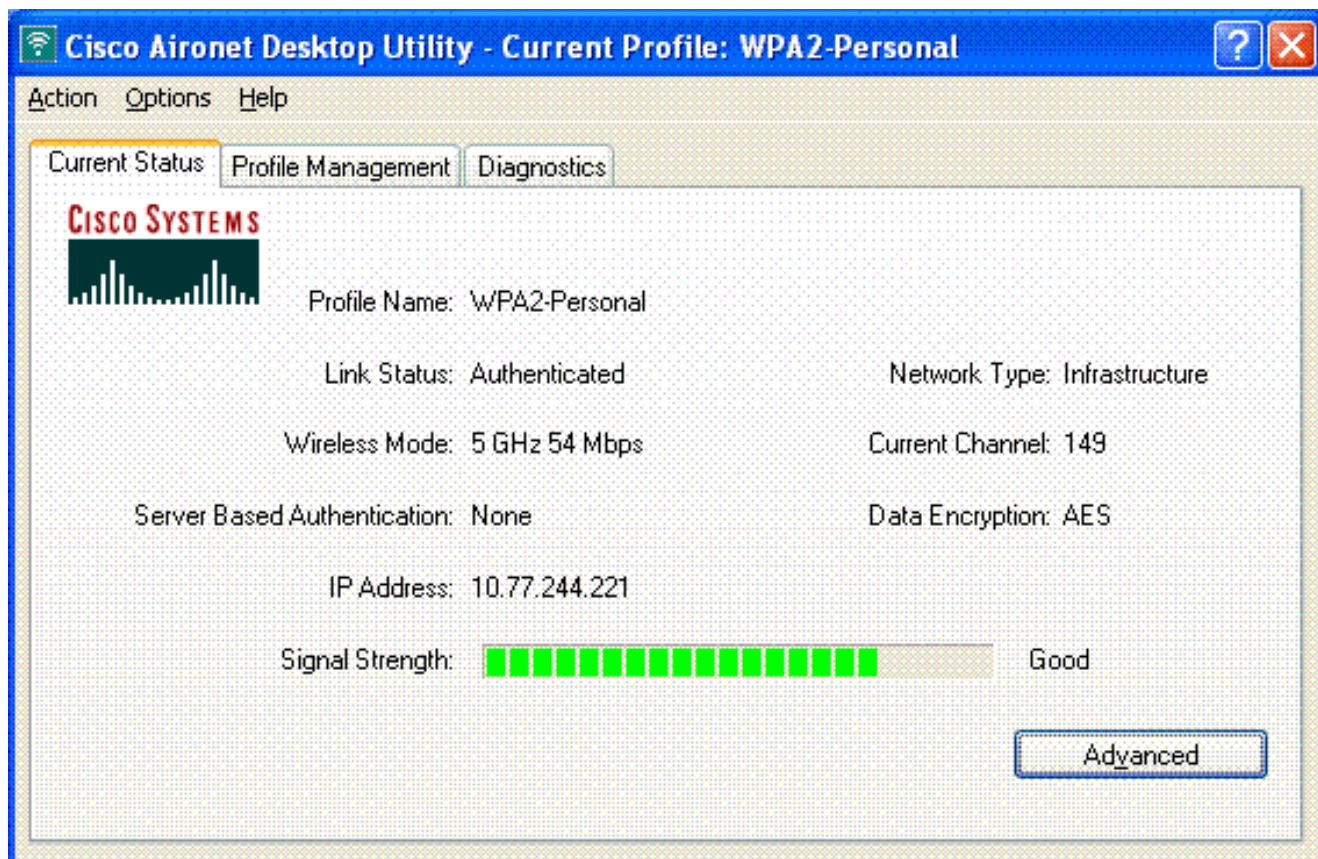 Cisco Aironet Desktop Utility - Current Profile: WPA2-Personal
Action Options Help
Current Status Profile Management Diagnostics
CISCO SYSTEMS
Profile Name: WPA2-Personal
Link Status: Authenticated Network Type: Infrastructure
Wireless Mode: 5 GHz 54 Mbps Current Channel: 149
Server Based Authentication: None Data Encryption: AES
IP Address: 10.77.244.221
Signal Strength: Good
Advanced